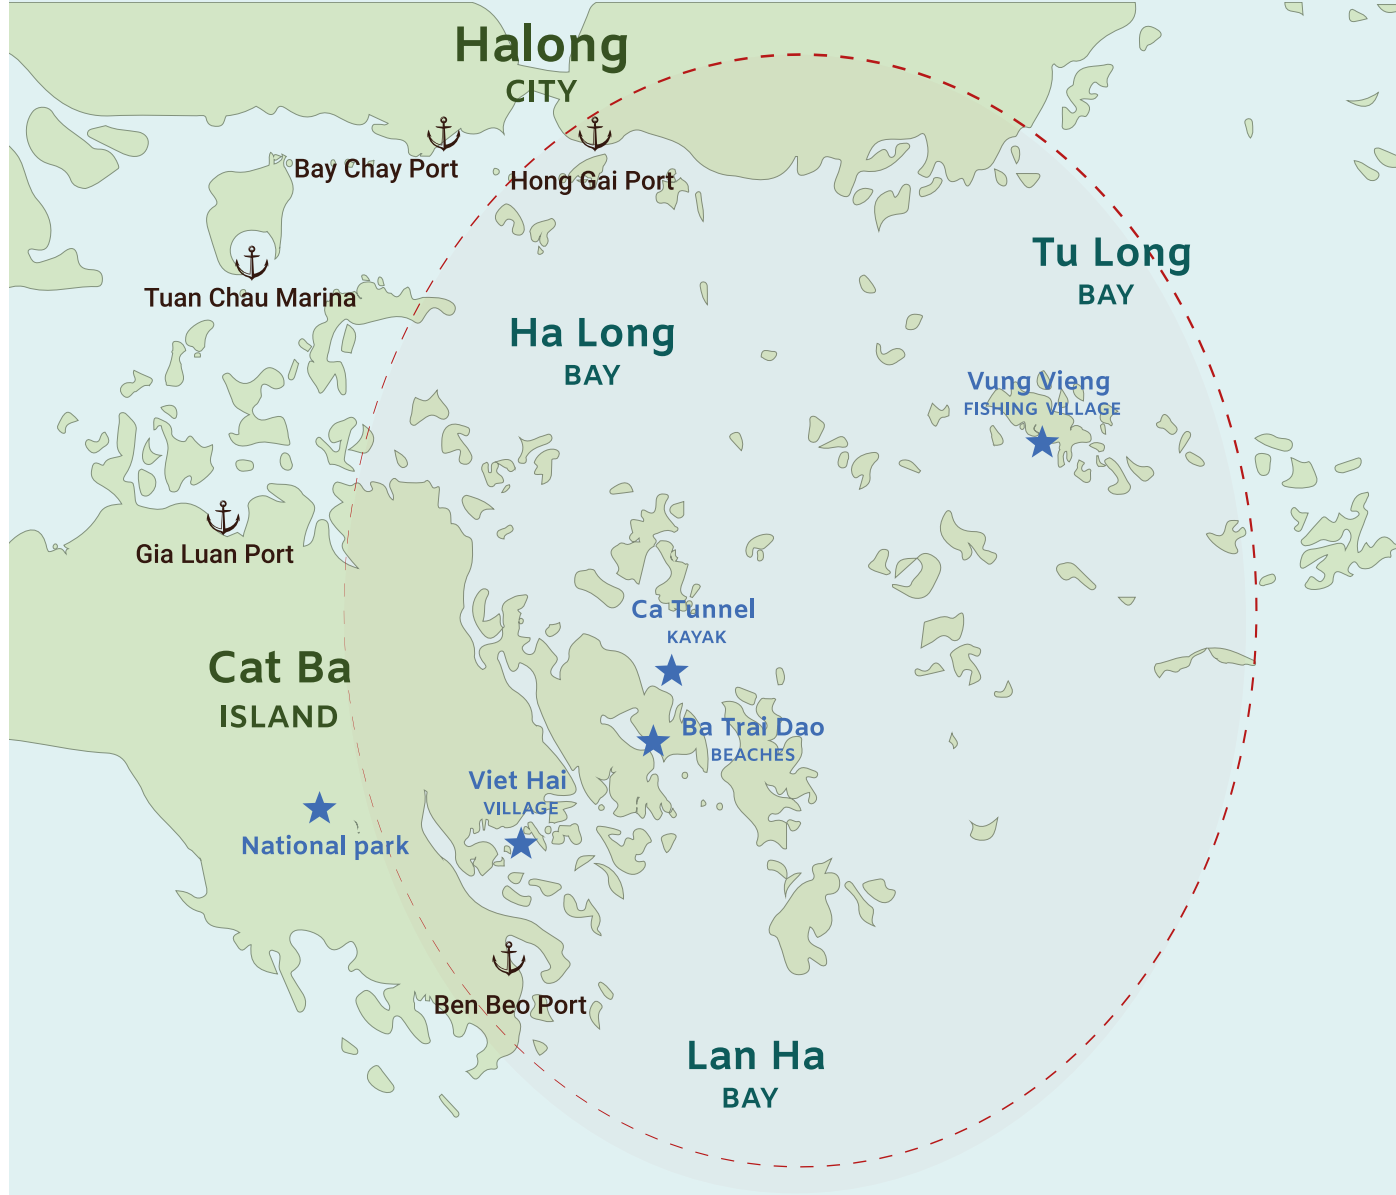 Halong
CITY
Bay Chay Port
Hong Gai Port
Tu Long
BAY
Tuan Chau Marina
Ha Long
BAY
Vung Vieng
FISHING VILLAGE
Gia Luan Port
Ca Tunnel
KAYAK
Cat Ba
ISLAND
Ba Trai Dao
BEACHES
Viet Hai
VILLAGE
National park
Ben Beo Port
Lan Ha
BAY